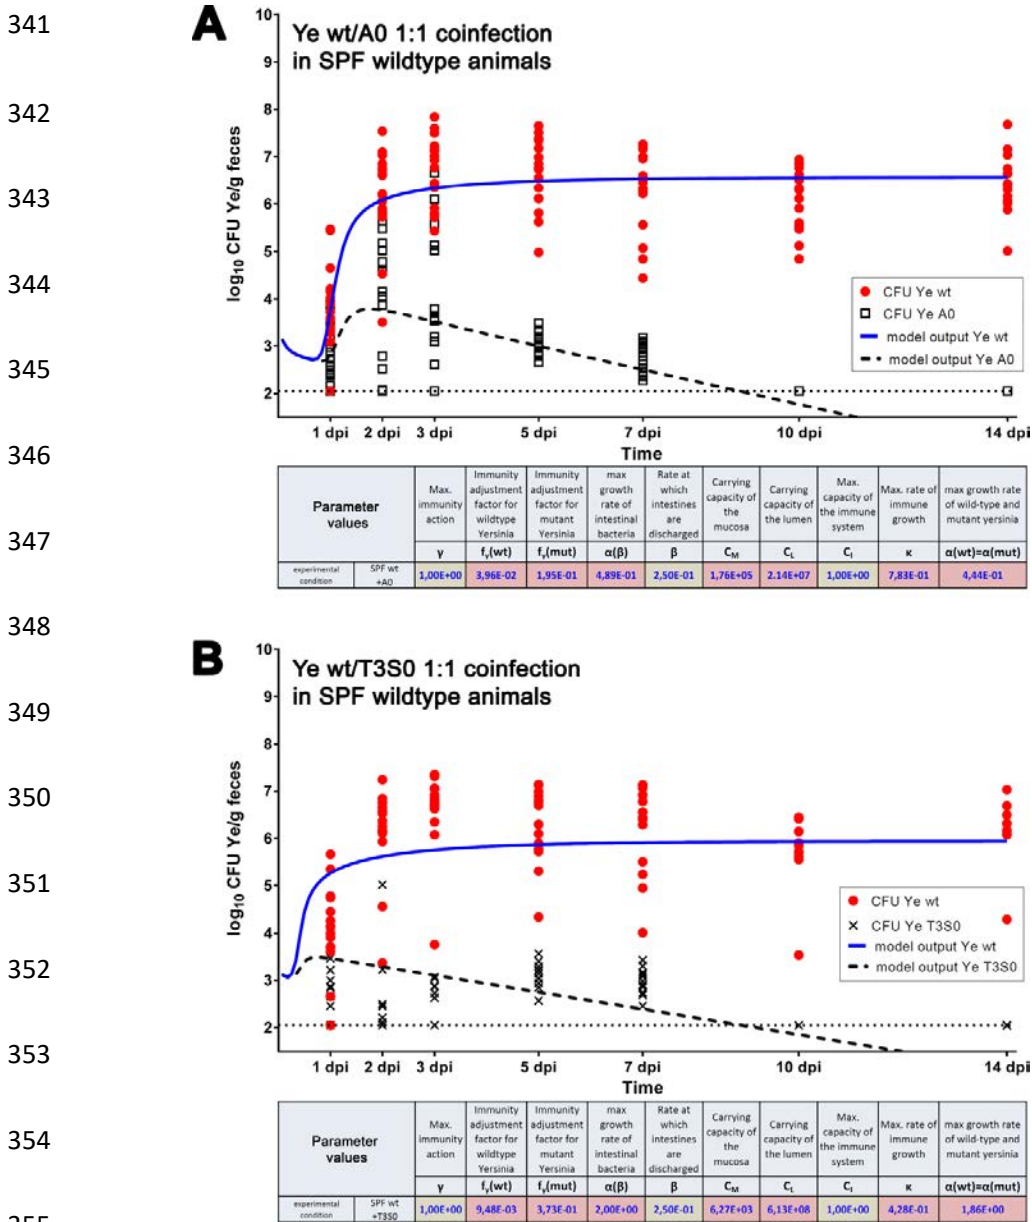 341
A
Ye wt/A0 1:1 coinfection
in SPF wildtype animals
10
9
8
7
6
5
4
3
2
log10 CFU Ye/g feces
342
343
344
345
346
CFU Ye wt
CFU Ye A0
model output Ye wt
model output Ye A0
1 dpi 2 dpi 3 dpi 5 dpi 7 dpi 10 dpi 14 dpi
Time
347
Parameter values
Max. immunity action
Immunity adjustment factor for wildtype Yersinia
Immunity adjustment factor for mutant Yersinia
max growth rate of intestinal bacteria
Rate at which intestines are discharged
Carrying capacity of the mucosa
Carrying capacity of the lumen
Max. capacity of the immune system
Max. rate of immune growth
max growth rate of wild-type and mutant yersinia
γ fγ(wt) fγ(mut) α(β) β CM CL CI κ α(wt)=α(mut)
experimental condition SPF wt +A0 1,00E+00 3,96E-02 1,95E-01 4,89E-01 2,50E-01 1,76E+05 2.14E+07 1,00E+00 7,83E-01 4,44E-01
348
B
Ye wt/T3S0 1:1 coinfection
in SPF wildtype animals
10
9
8
7
6
5
4
3
2
log10 CFU Ye/g feces
349
350
351
352
353
CFU Ye wt
CFU Ye T3S0
model output Ye wt
model output Ye T3S0
1 dpi 2 dpi 3 dpi 5 dpi 7 dpi 10 dpi 14 dpi
Time
354
Parameter values
Max. immunity action
Immunity adjustment factor for wildtype Yersinia
Immunity adjustment factor for mutant Yersinia
max growth rate of intestinal bacteria
Rate at which intestines are discharged
Carrying capacity of the mucosa
Carrying capacity of the lumen
Max. capacity of the immune system
Max. rate of immune growth
max growth rate of wild-type and mutant yersinia
γ fγ(wt) fγ(mut) α(β) β CM CL CI κ α(wt)=α(mut)
experimental condition SPF wt +T3S0 1,00E+00 9,48E-03 3,73E-01 2,00E+00 2,50E-01 6,27E+03 6,13E+08 1,00E+00 4,28E-01 1,86E+00
355